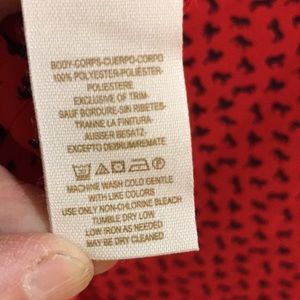 BODY-CORPS-CUERPO-CORPO
100% POLYESTER-POLIÉSTER-
POLIESTERE
EXCLUSIVE OF TRIM-
SAUF BORDURE-SIN RIBETES-
TRANNE LA FINITURA-
AUSSER BESATZ-
EXCEPTO DEBRUM/REMATE
MACHINE WASH COLD GENTLE
WITH LIKE COLORS
USE ONLY NON-CHLORINE BLEACH
TUMBLE DRY LOW
LOW IRON AS NEEDED
MAY BE DRY CLEANED